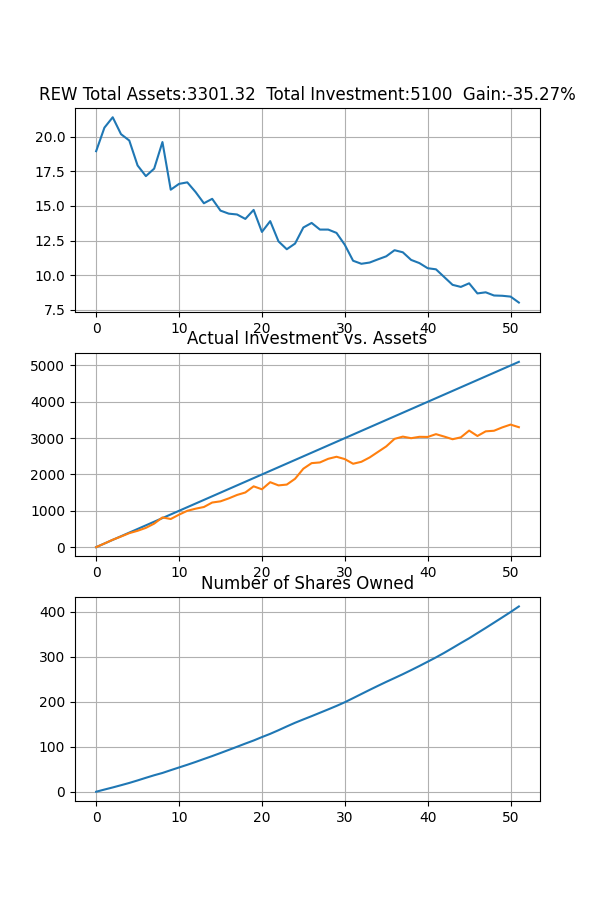 REW Total Assets:3301.32 Total Investment:5100 Gain:-35.27%
20.0
17.5
15.0
12.5
10.0
7.5
0 10 20 30 40 50
Actual Investment vs. Assets
5000
4000
3000
2000
1000
0
0 10 20 30 40 50
Number of Shares Owned
400
300
200
100
0
0 10 20 30 40 50